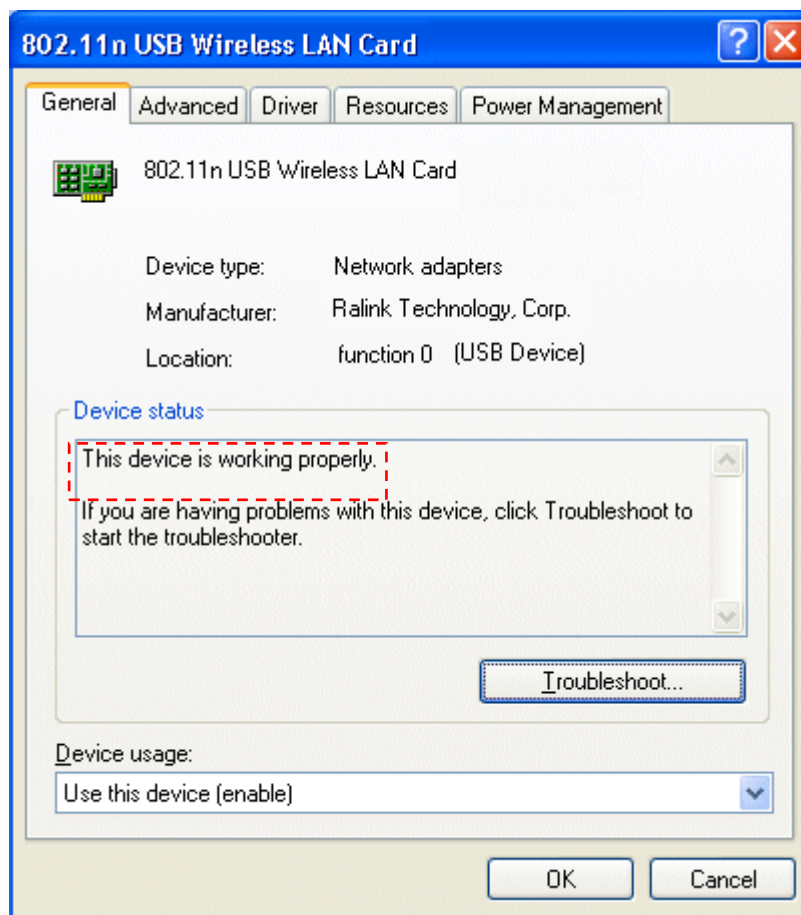 802.11n USB Wireless LAN Card
General Advanced Driver Resources Power Management
802.11n USB Wireless LAN Card
Device type: Network adapters
Manufacturer: Ralink Technology, Corp.
Location: function 0 (USB Device)
Device status
This device is working properly.
If you are having problems with this device, click Troubleshoot to
start the troubleshooter.
Troubleshoot...
Device usage:
Use this device (enable)
OK Cancel